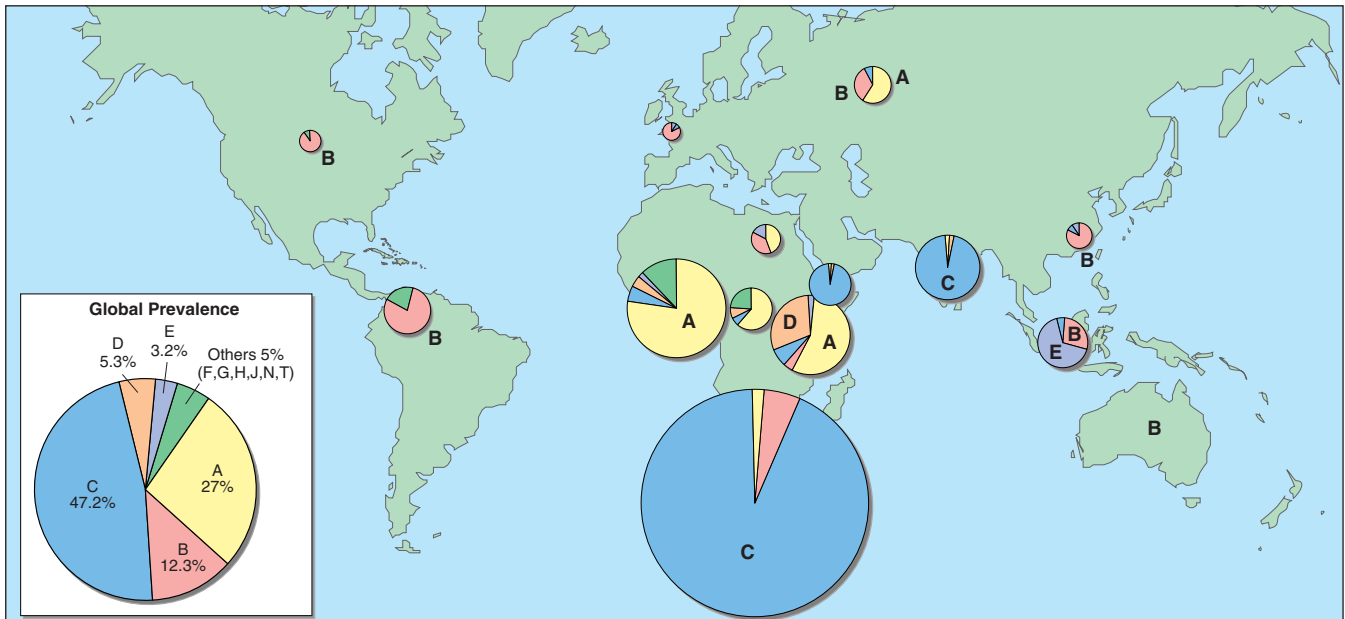 A
B
B
B
C
B
A
D
A
B
E
B
C
B
Global Prevalence
D
5.3%
E
3.2%
Others 5%
(F,G,H,J,N,T)
A
27%
C
47.2%
B
12.3%